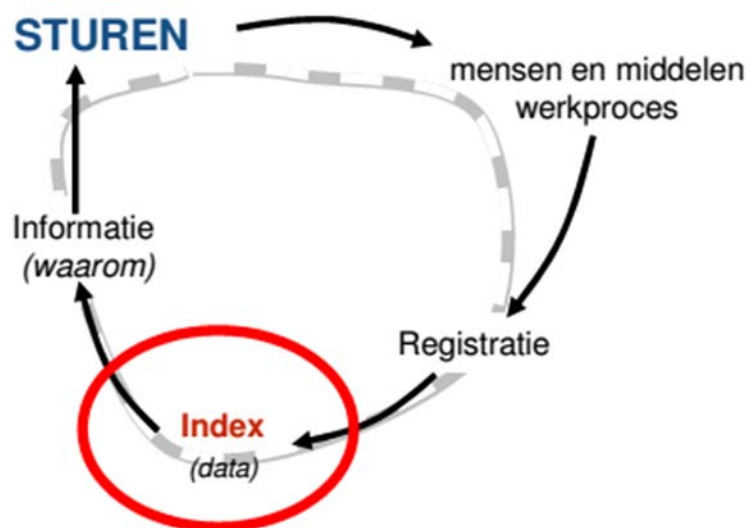 STUREN
mensen en middelen
werkproces
Informatie
(waarom)
Registratie
Index
(data)